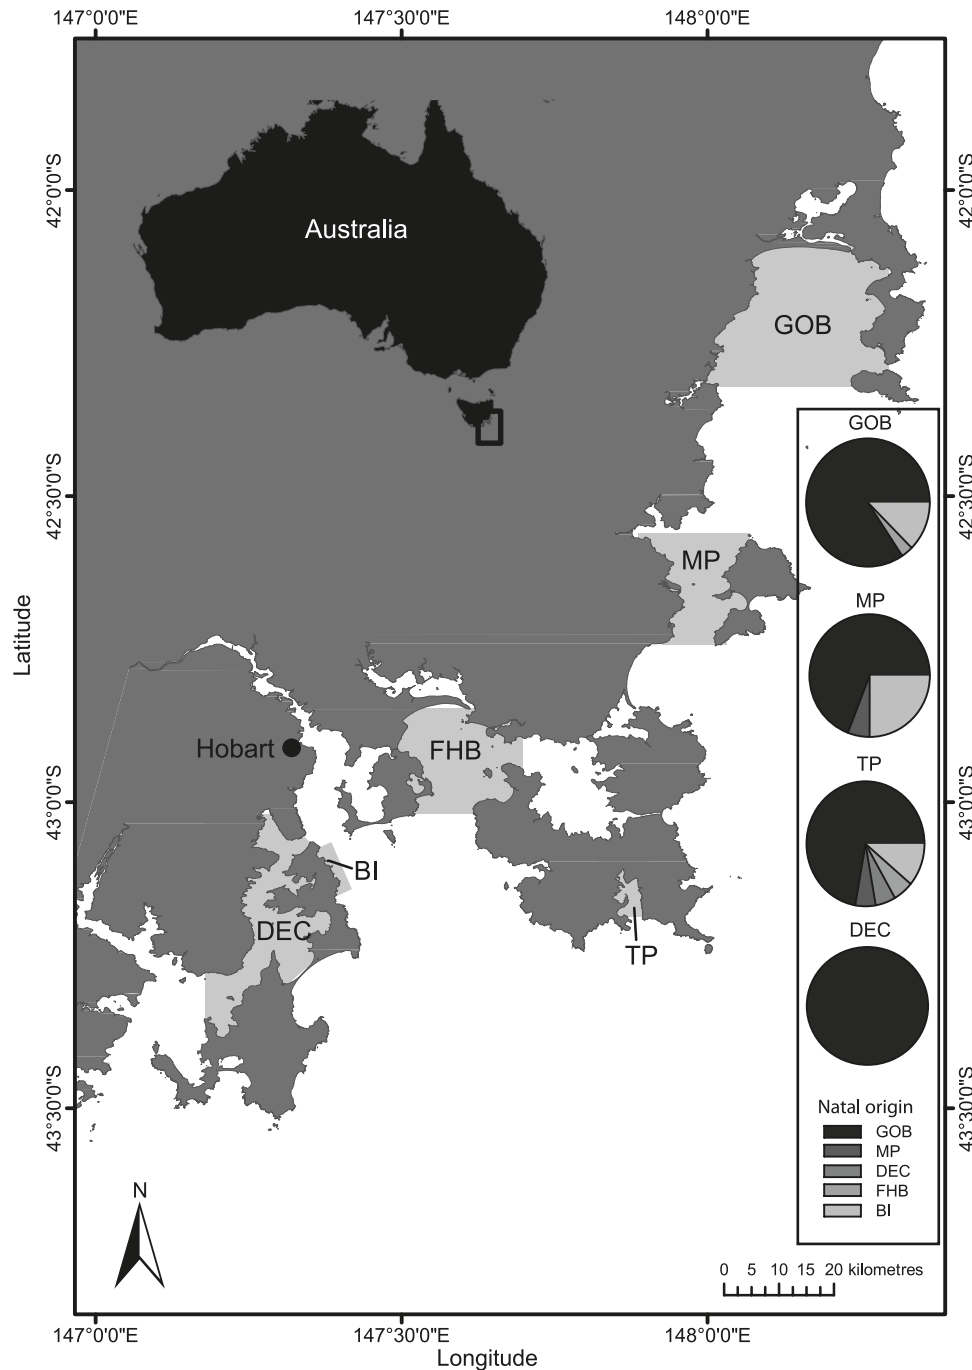 147°0'0"E 147°30'0"E 148°0'0"E
42°0'0"S
42°0'0"S
Australia
GOB
GOB
42°30'0"S
42°30'0"S
MP
MP
Latitude
FHB
Hobart
TP
43°0'0"S
43°0'0"S
BI
DEC
TP
DEC
43°30'0"S
43°30'0"S
Natal origin
GOB
MP
DEC
FHB
BI
N
0 5 10 15 20 kilometres
147°0'0"E 147°30'0"E 148°0'0"E
Longitude